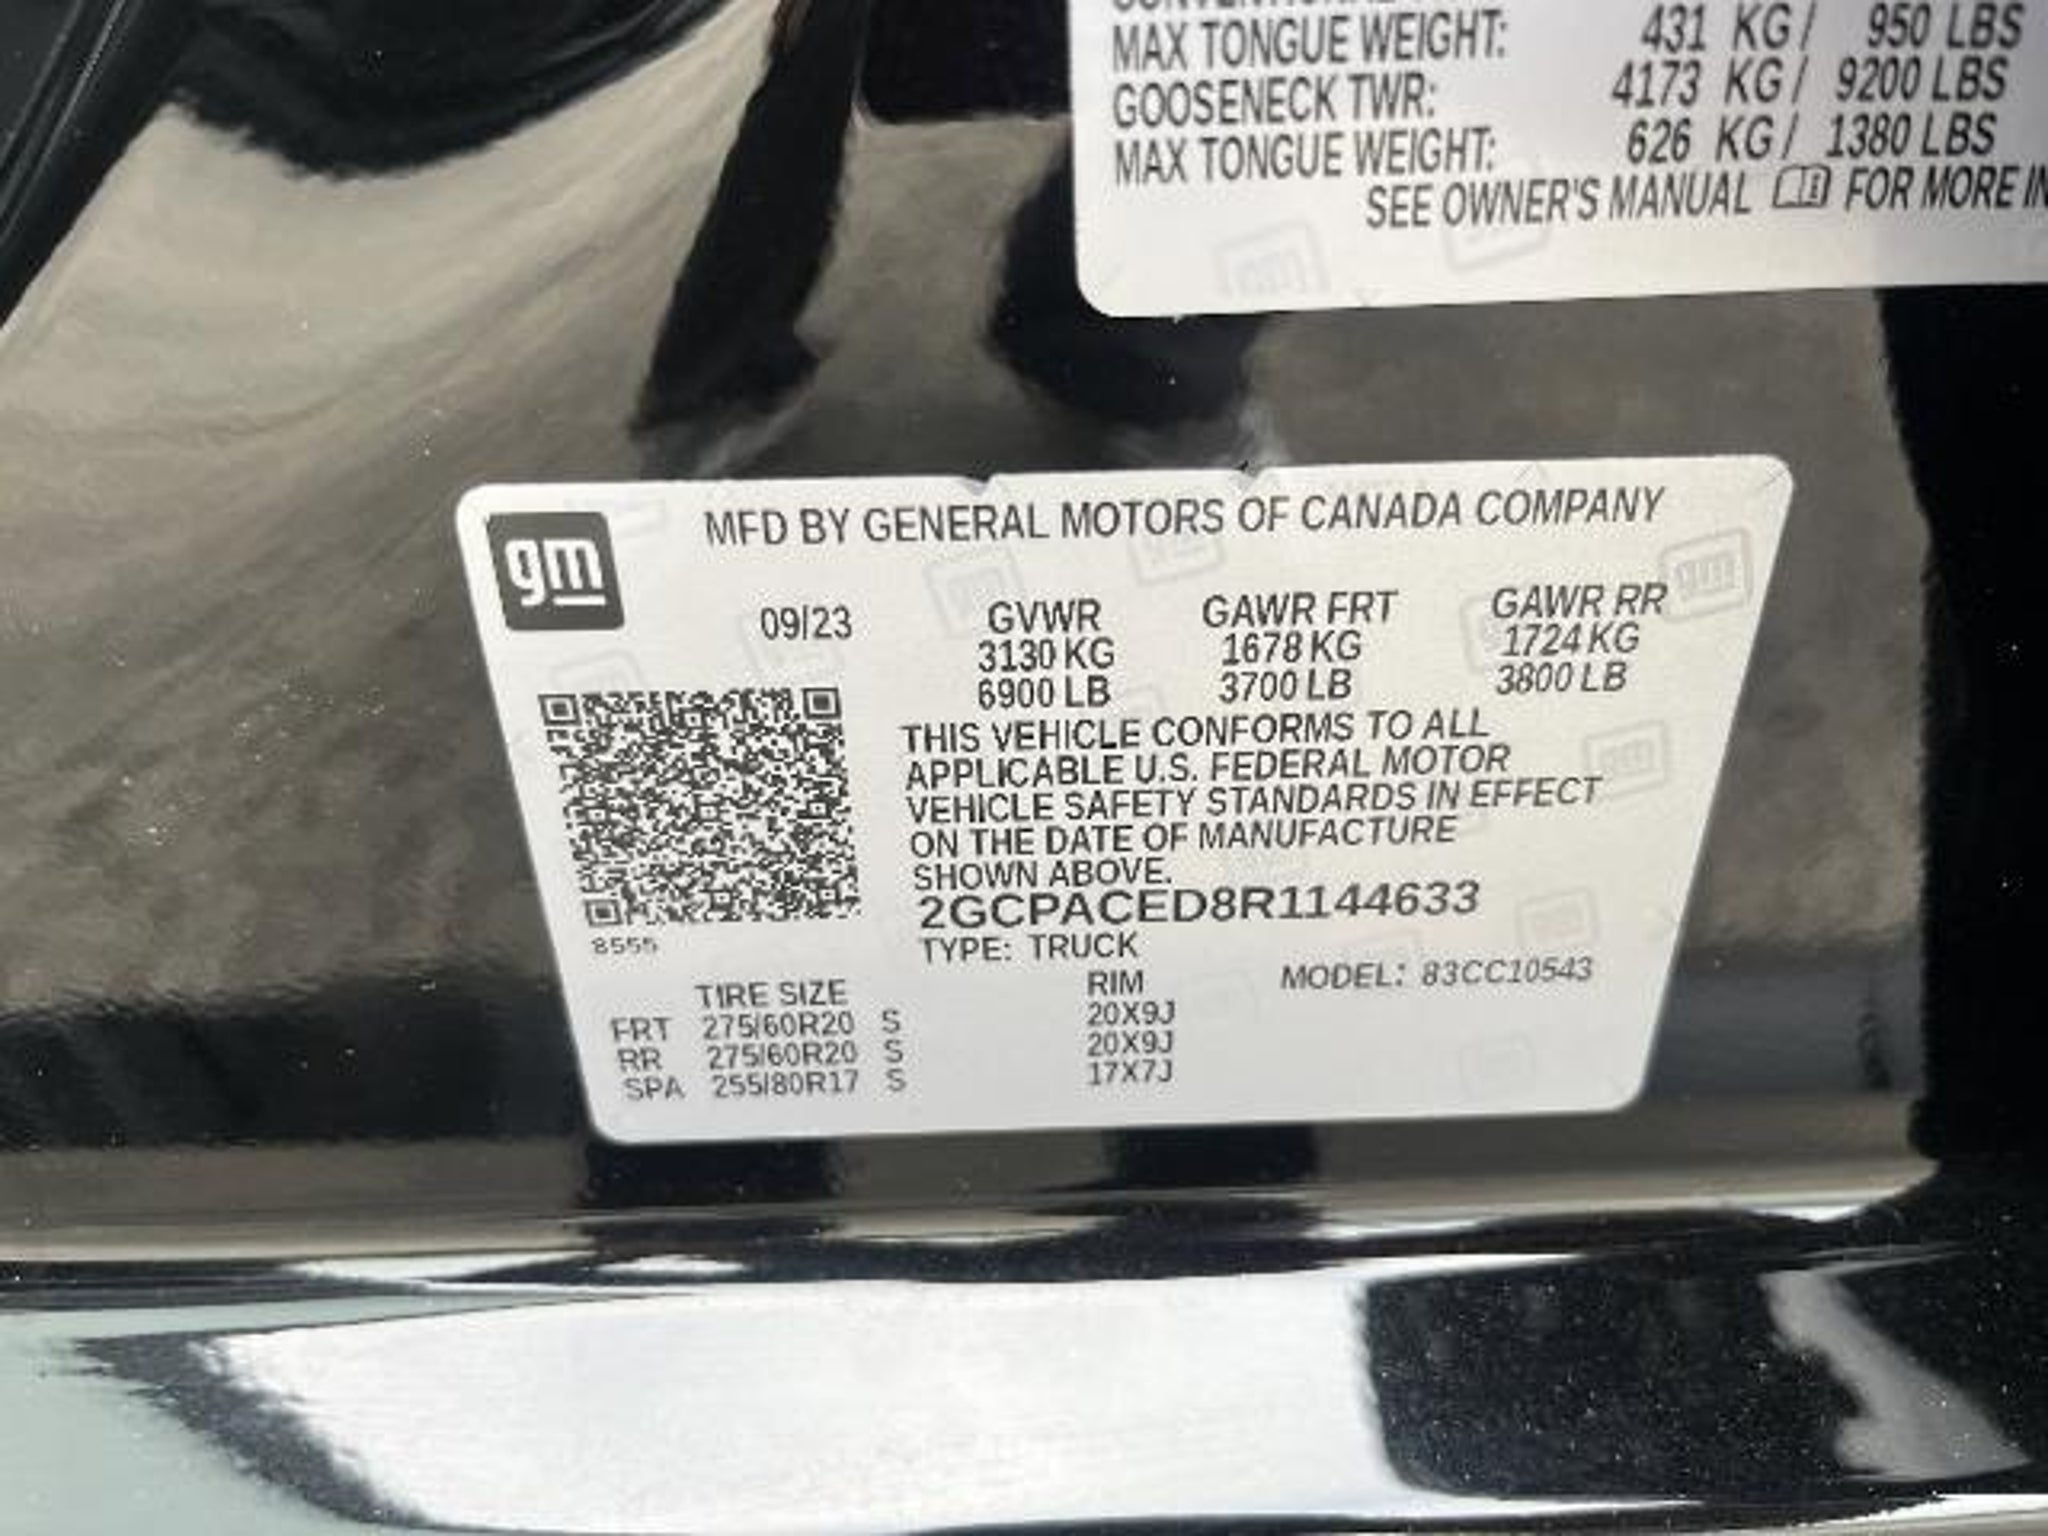 MAX TONGUE WEIGHT: 431 KG / 950 LBS
GOOSENECK TWR: 4173 KG / 9200 LBS
MAX TONGUE WEIGHT: 626 KG / 1380 LBS
SEE OWNER'S MANUAL FOR MORE
gm
MFD BY GENERAL MOTORS OF CANADA COMPANY
09/23 GVWR GAWR FRT GAWR RR
3130 KG 1678 KG 1724 KG
6900 LB 3700 LB 3800 LB
THIS VEHICLE CONFORMS TO ALL
APPLICABLE U.S. FEDERAL MOTOR
VEHICLE SAFETY STANDARDS IN EFFECT
ON THE DATE OF MANUFACTURE
SHOWN ABOVE.
2GCPACED8R1144633
8555
TYPE: TRUCK
MODEL: 83CC10543
TIRE SIZE RIM
FRT 275/60R20 S 20X9J
RR 275/60R20 S 20X9J
SPA 255/80R17 S 17X7J